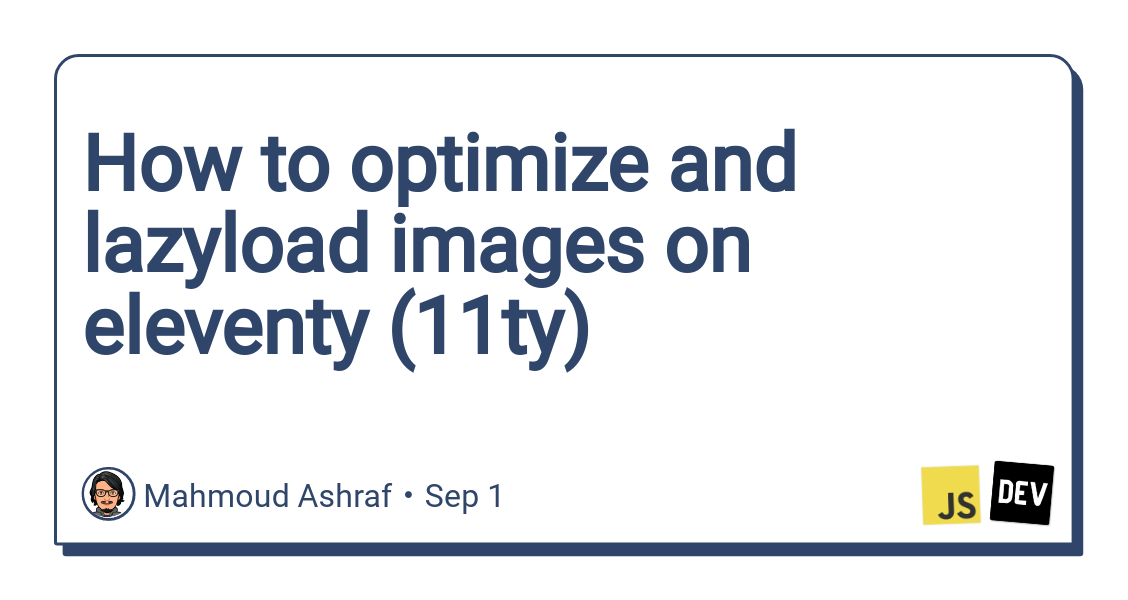 How to optimize and
lazyload images on
eleventy (11ty)
Mahmoud Ashraf • Sep 1
JS
DEV